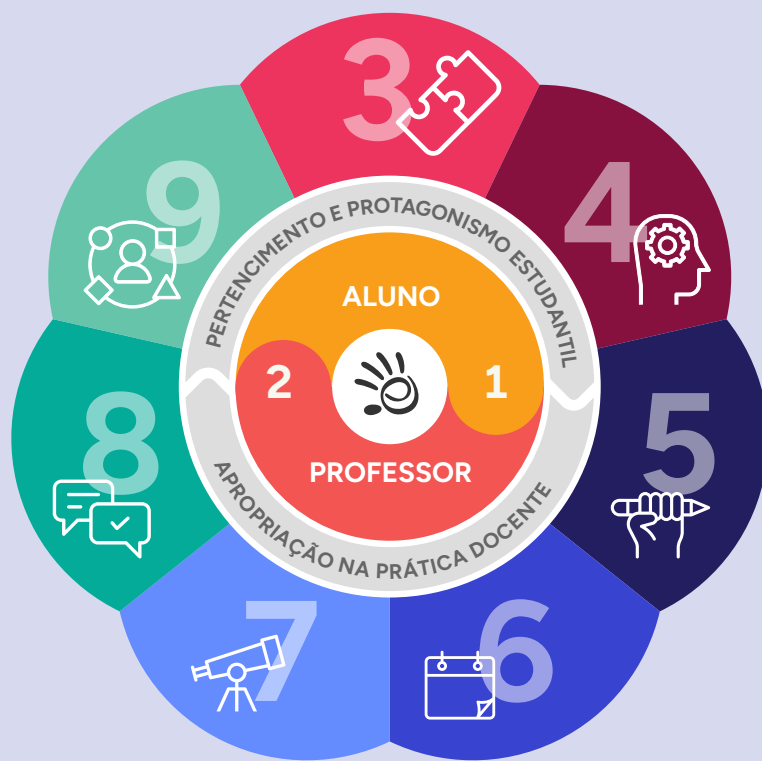 3
4
5
6
7
8
9
PERTENCIMENTO E PROTAGONISMO ESTUDANTIL
ALUNO
2
1
PROFESSOR
APROPRIAÇÃO NA PRÁTICA DOCENTE